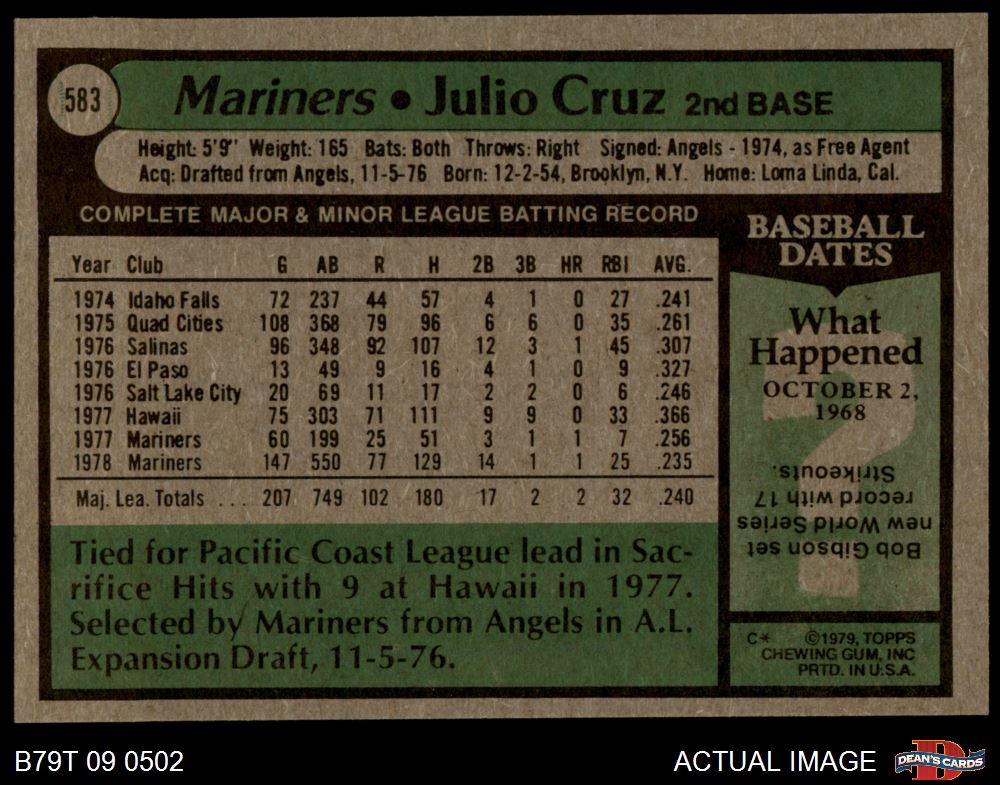 583
Mariners • Julio Cruz 2nd BASE
Height: 5'9" Weight: 165 Bats: Both Throws: Right Signed: Angels - 1974, as Free Agent
Acq: Drafted from Angels, 11-5-76 Born: 12-2-54, Brooklyn, N.Y. Home: Loma Linda, Cal.
COMPLETE MAJOR & MINOR LEAGUE BATTING RECORD
Year Club G AB R H 2B 3B HR RBI AVG.
1974 Idaho Falls 72 237 44 57 4 1 0 27 .241
1975 Quad Cities 108 368 79 96 6 6 0 35 .261
1976 Salinas 96 348 92 107 12 3 1 45 .307
1976 El Paso 13 49 9 16 4 1 0 9 .327
1976 Salt Lake City 20 69 11 17 2 2 0 6 .246
1977 Hawaii 75 303 71 111 9 9 0 33 .366
1977 Mariners 60 199 25 51 3 1 1 7 .256
1978 Mariners 147 550 77 129 14 1 1 25 .235
Maj. Lea. Totals ... 207 749 102 180 17 2 2 32 .240
Tied for Pacific Coast League lead in Sac-
rifice Hits with 9 at Hawaii in 1977.
Selected by Mariners from Angels in A.L.
Expansion Draft, 11-5-76.
BASEBALL
DATES
What
Happened
OCTOBER 2,
1968
?
Bob Gibson set
new World Series
record with 17
Strikeouts.
C* ©1979, TOPPS
CHEWING GUM, INC
PRTD. IN U.S.A.
B79T 09 0502
ACTUAL IMAGE
D
DEAN'S CARDS